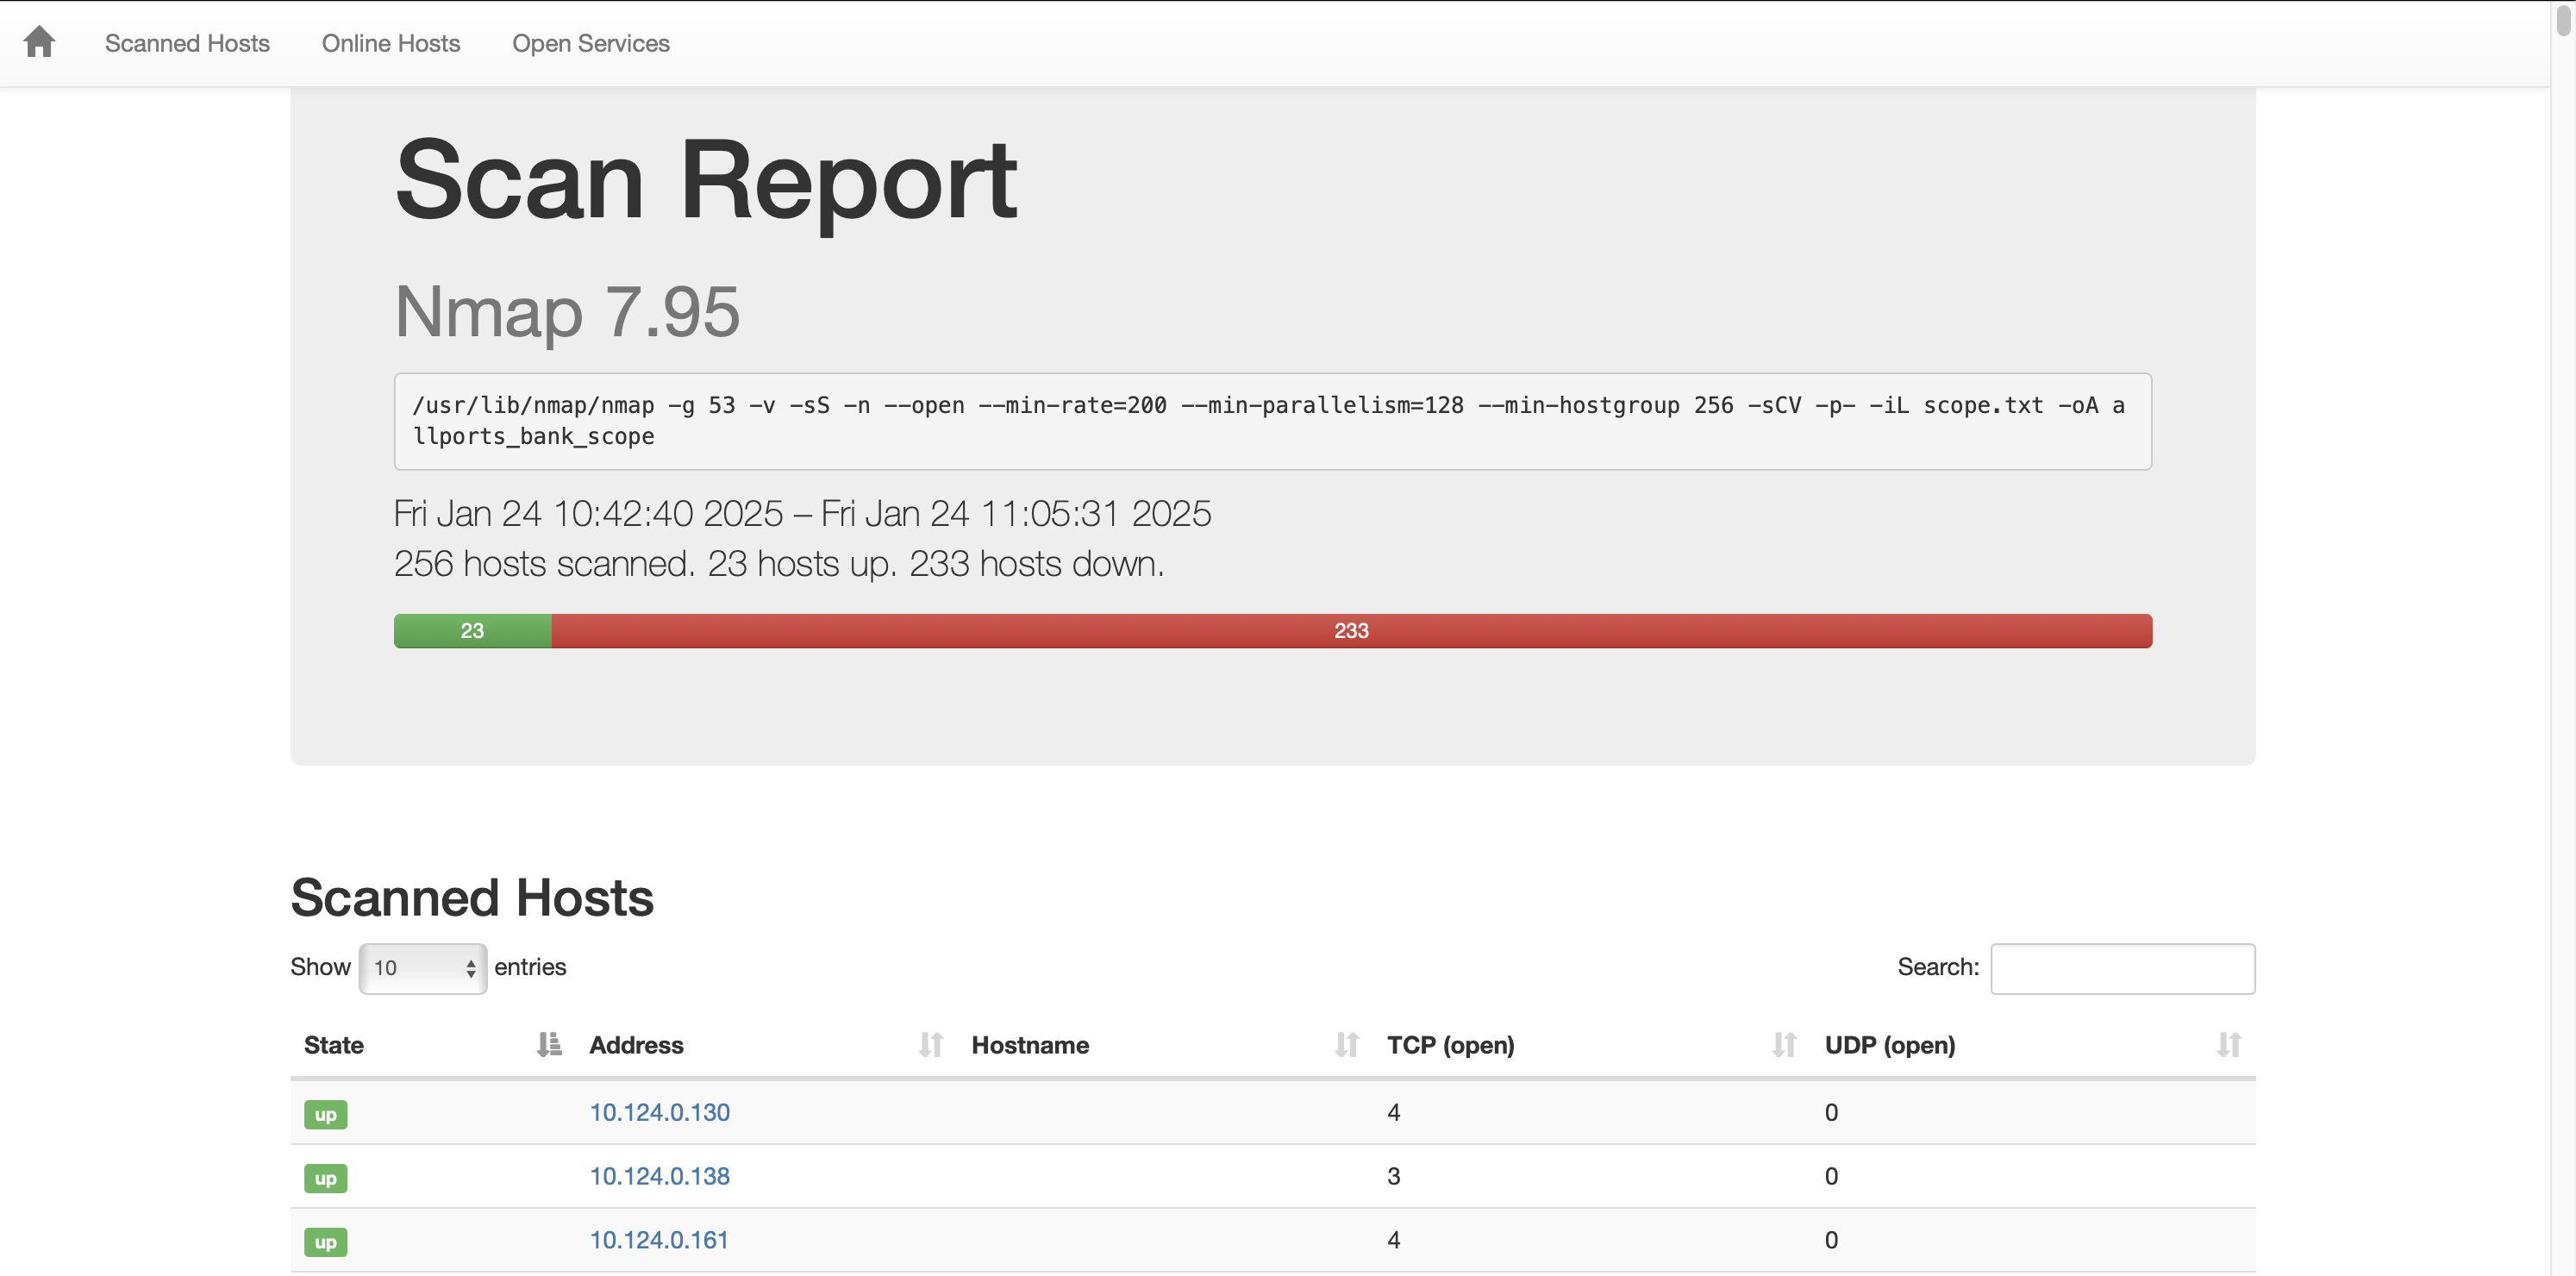 Scanned Hosts Online Hosts Open Services
Scan Report
Nmap 7.95
/usr/lib/nmap/nmap -g 53 -v -sS -n --open --min-rate=200 --min-parallelism=128 --min-hostgroup 256 -sCV -p- -iL scope.txt -oA a
llports_bank_scope
Fri Jan 24 10:42:40 2025 – Fri Jan 24 11:05:31 2025
256 hosts scanned. 23 hosts up. 233 hosts down.
23 233
Scanned Hosts
Show 10 entries Search:
State Address Hostname TCP (open) UDP (open)
up 10.124.0.130 4 0
up 10.124.0.138 3 0
up 10.124.0.161 4 0